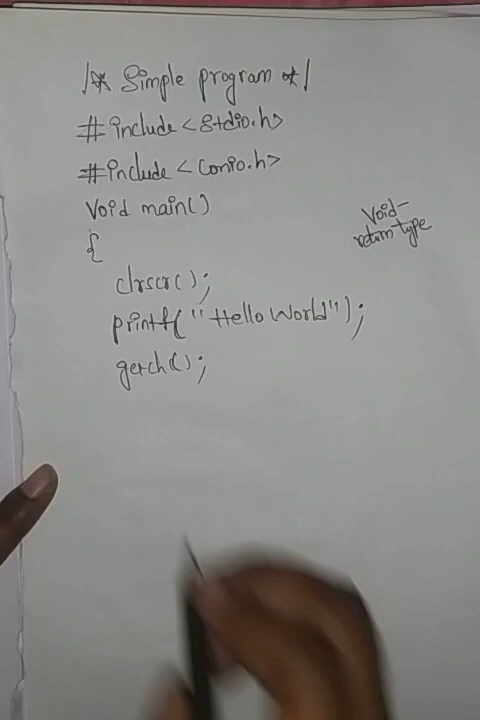 /* Simple program */
#include <stdio.h>
#include < conio.h>
Void main()
{
clrscr();
printf("Hello World");
getch();
Void-
return type